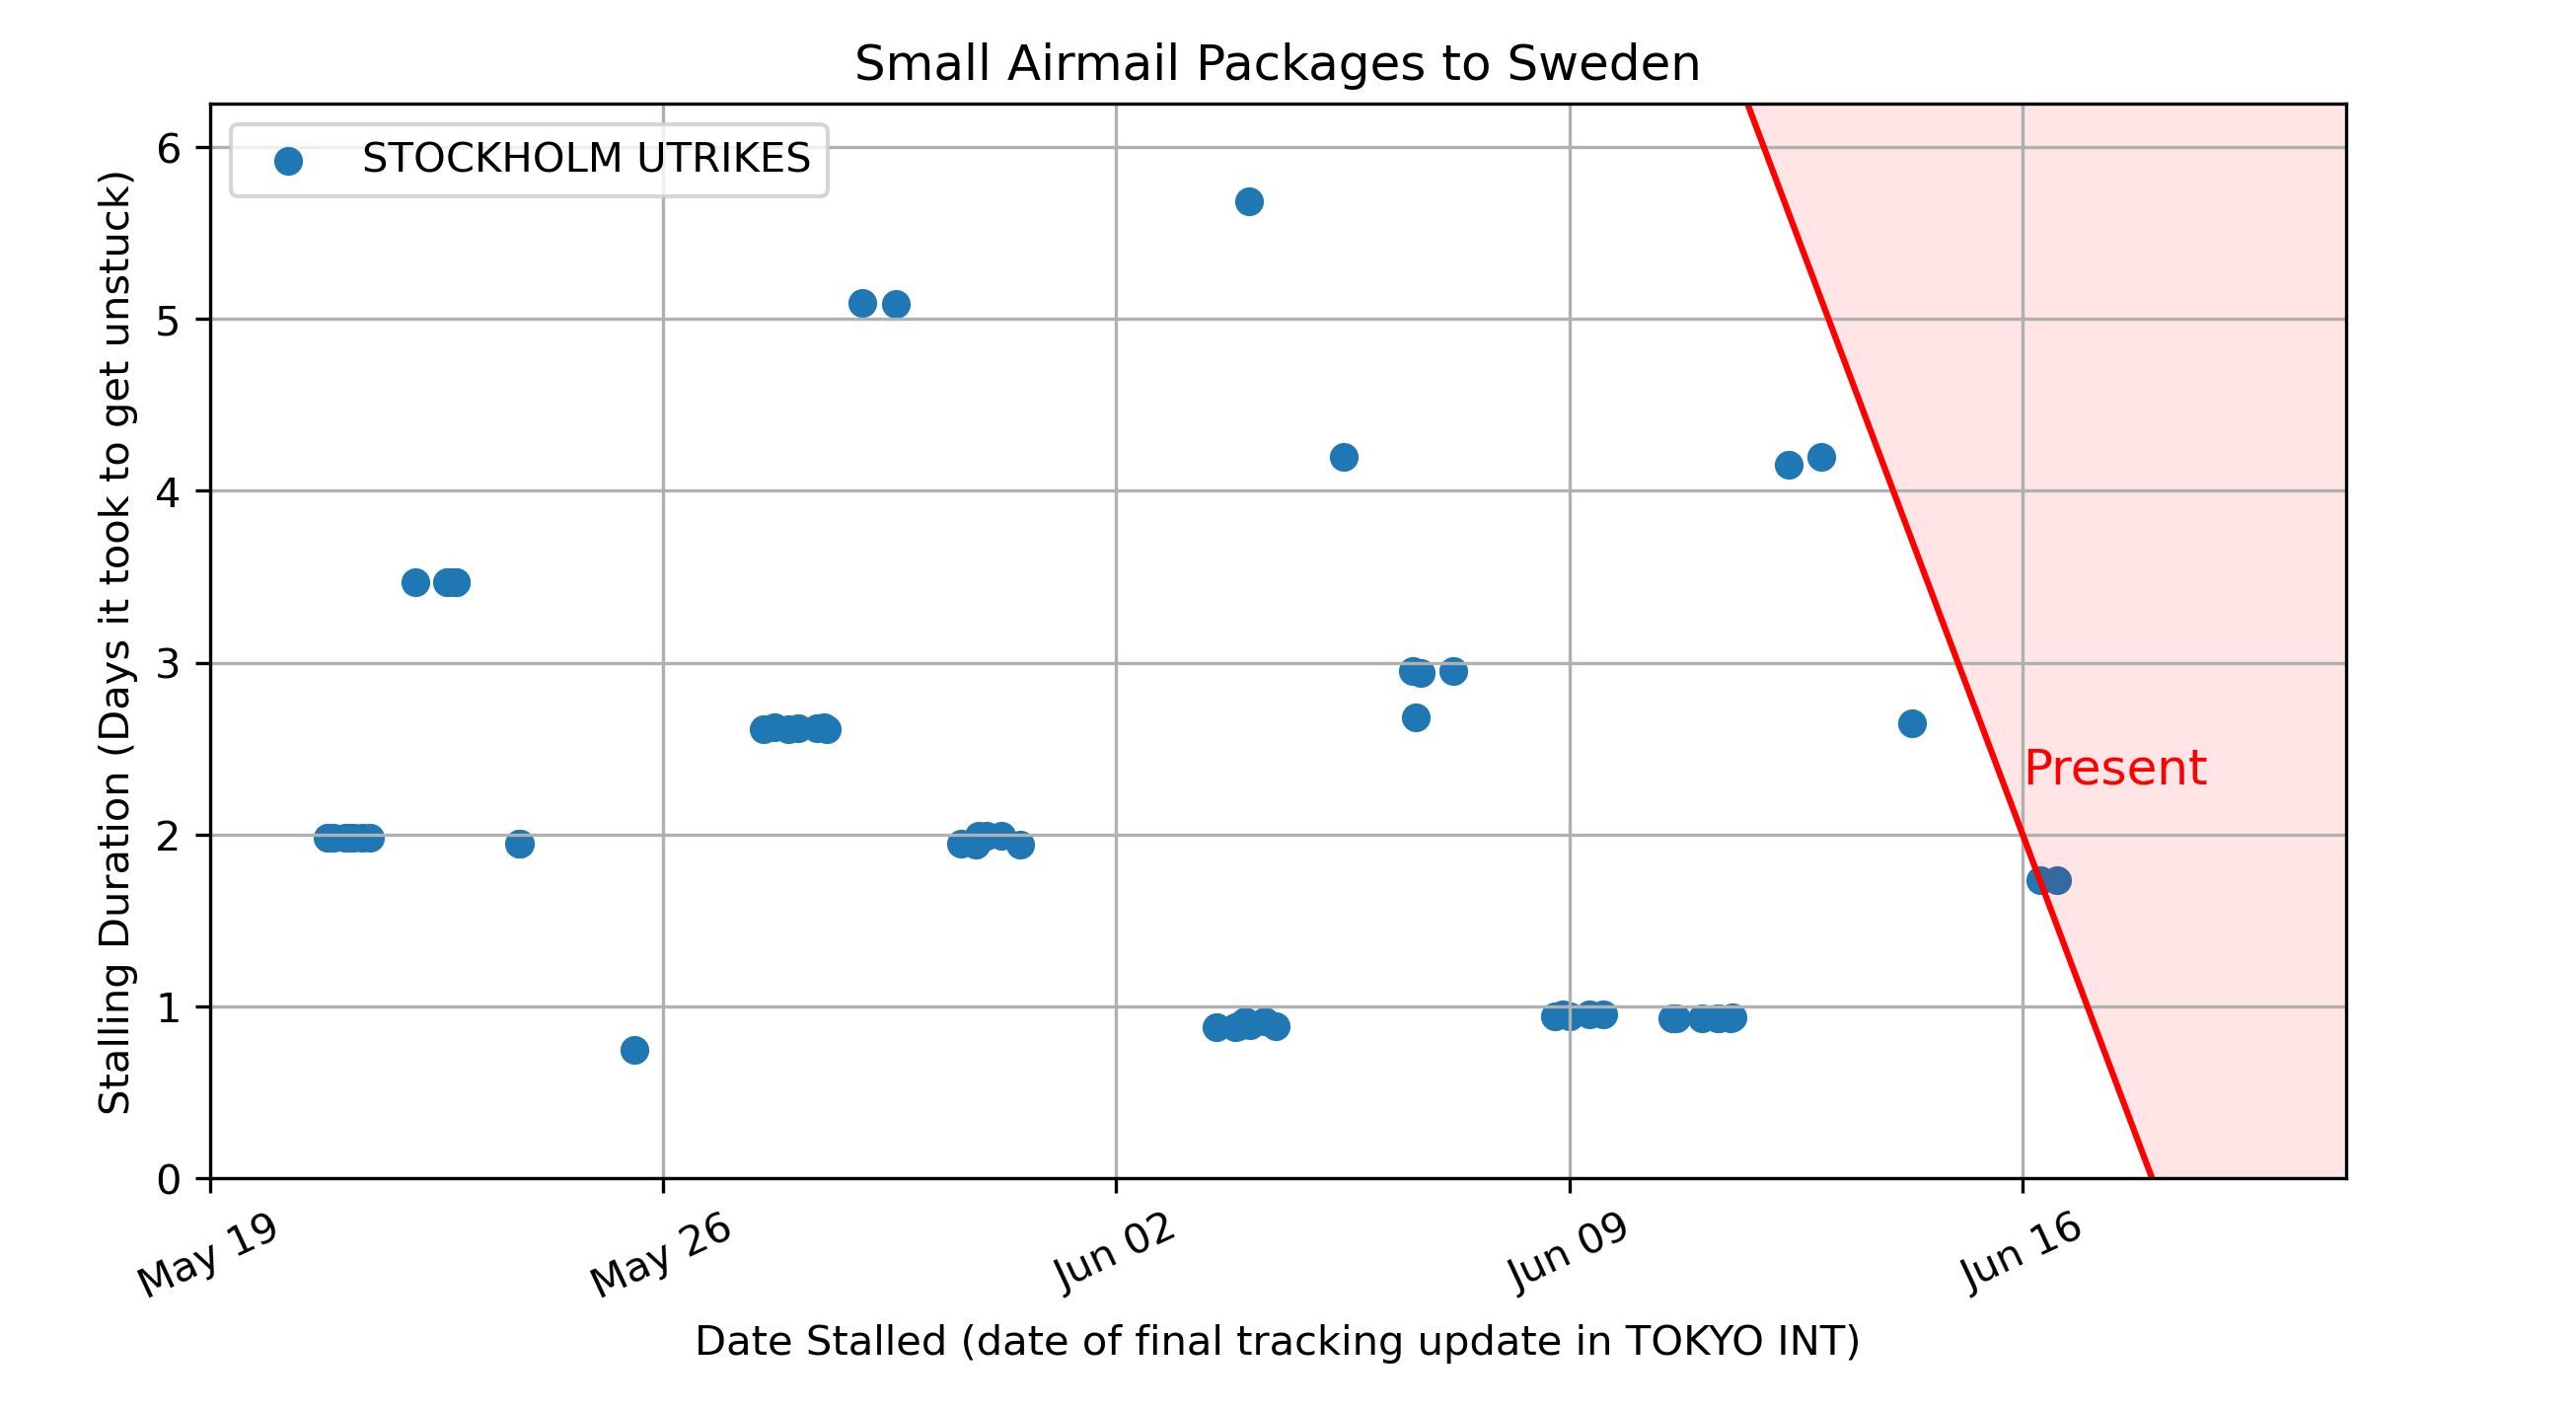 Small Airmail Packages to Sweden
STOCKHOLM UTRIKES
Stalling Duration (Days it took to get unstuck)
6
5
4
3
2
1
0
Present
May 19
May 26
Jun 02
Jun 09
Jun 16
Date Stalled (date of final tracking update in TOKYO INT)